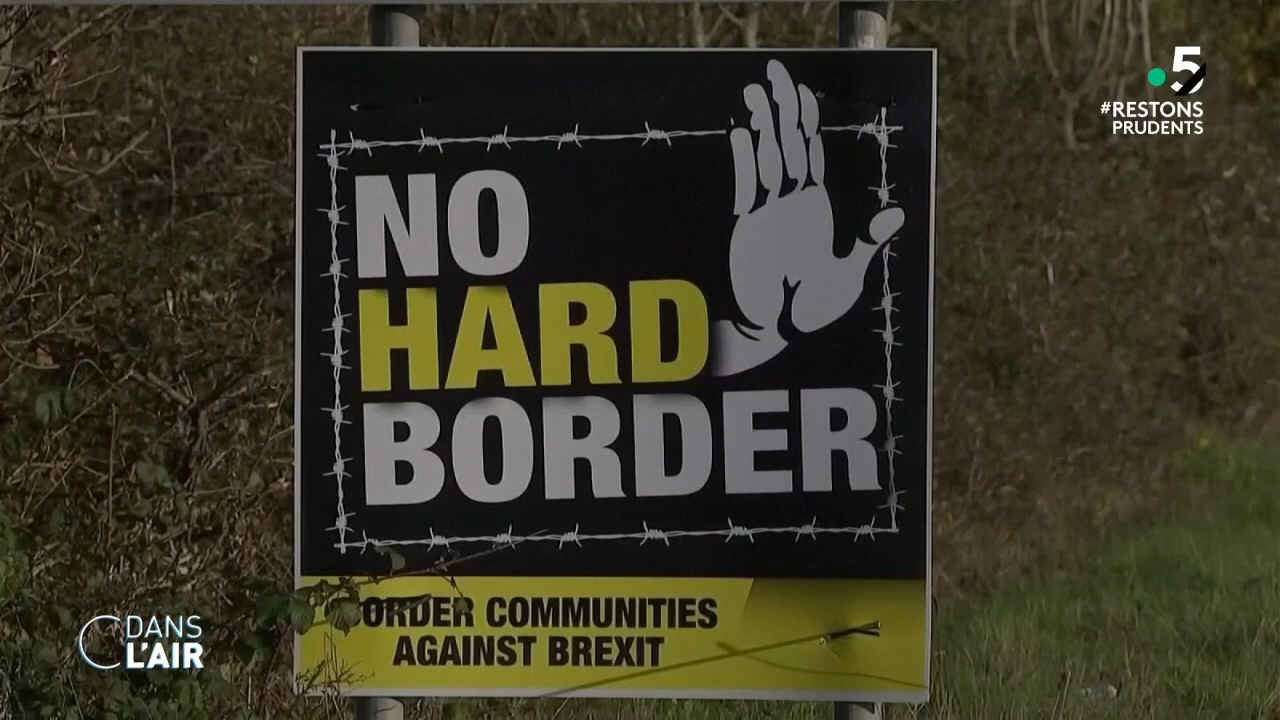 5
#RESTONS
PRUDENTS
NO
HARD
BORDER
ORDER COMMUNITIES
AGAINST BREXIT
C DANS
L'AIR